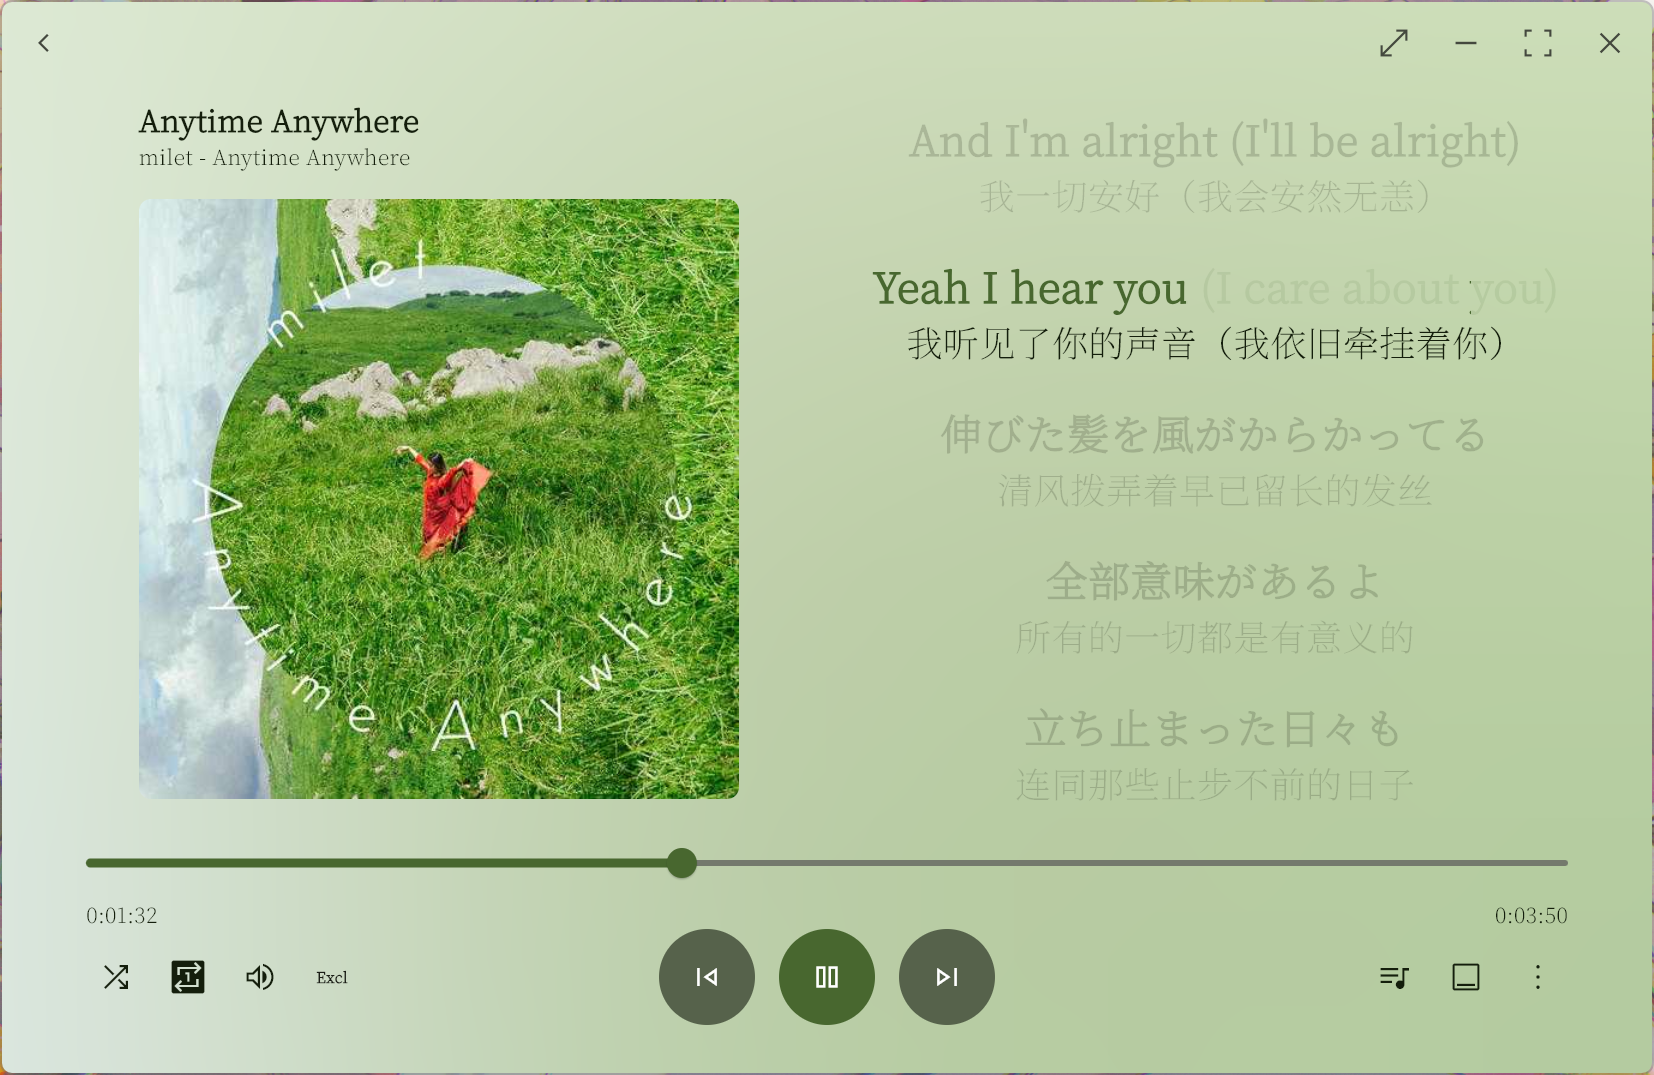 Anytime Anywhere
milet - Anytime Anywhere
milet
Anytime Anywhere
And I'm alright (I'll be alright)
我一切安好（我会安然无恙）
Yeah I hear you (I care about you)
我听见了你的声音（我依旧牵挂着你）
伸びた髪を風がからかってる
清风拨弄着早已留长的发丝
全部意味があるよ
所有的一切都是有意义的
立ち止まった日々も
连同那些止步不前的日子
0:01:32
0:03:50
1
Excl